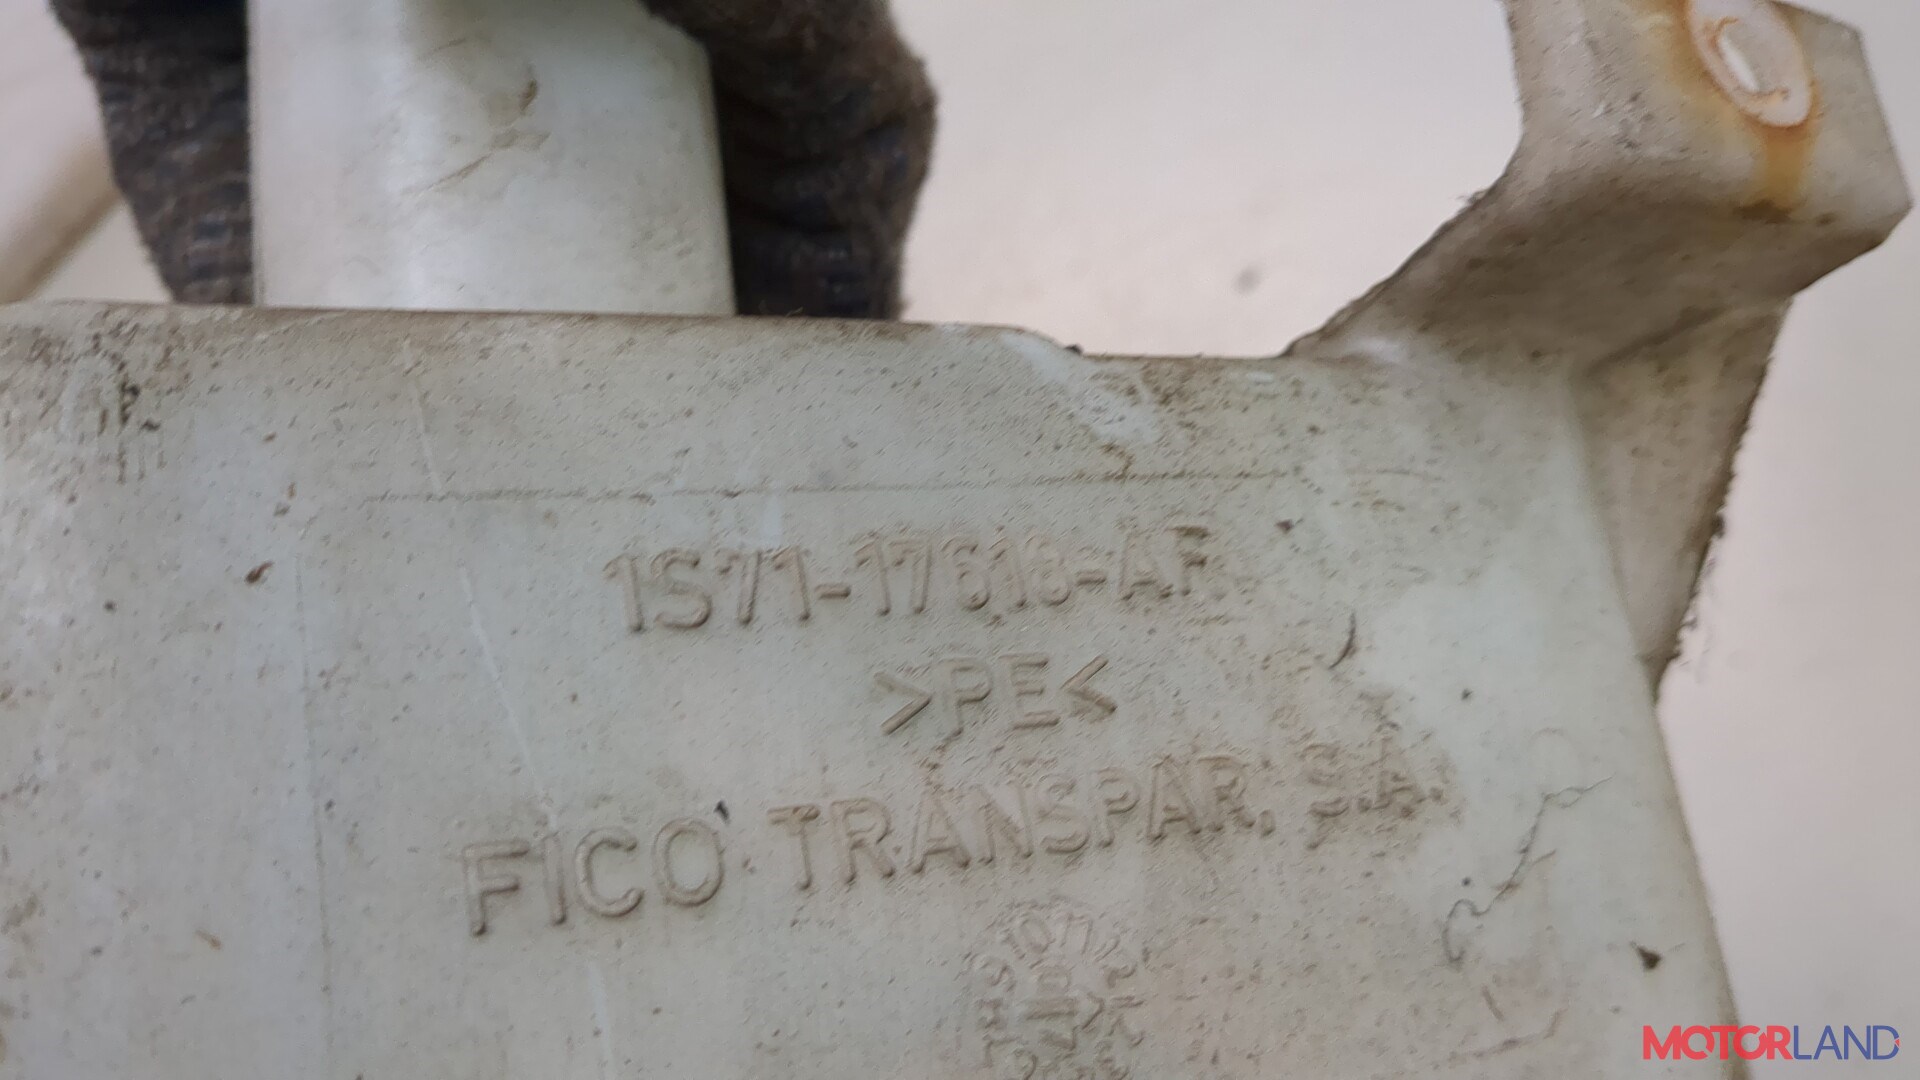 1S71-17618-AF
>PE<
FICO TRANSPAR, S.A.
MOTORLAND